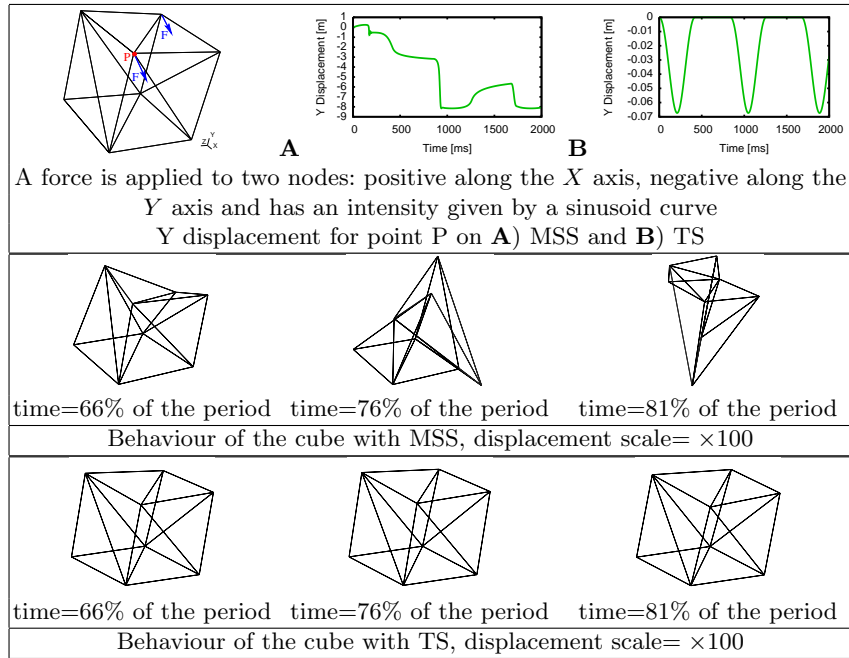 F
P
F
Y
Z
X
Y Displacement [m]
1
0
-1
-2
-3
-4
-5
-6
-7
-8
-9
0 500 1000 1500 2000
Time [ms]
A
Y Displacement [m]
0
-0.01
-0.02
-0.03
-0.04
-0.05
-0.06
-0.07
0 500 1000 1500 2000
Time [ms]
B
A force is applied to two nodes: positive along the X axis, negative along the
Y axis and has an intensity given by a sinusoid curve
Y displacement for point P on A) MSS and B) TS
time=66% of the period time=76% of the period time=81% of the period
Behaviour of the cube with MSS, displacement scale= ×100
time=66% of the period time=76% of the period time=81% of the period
Behaviour of the cube with TS, displacement scale= ×100